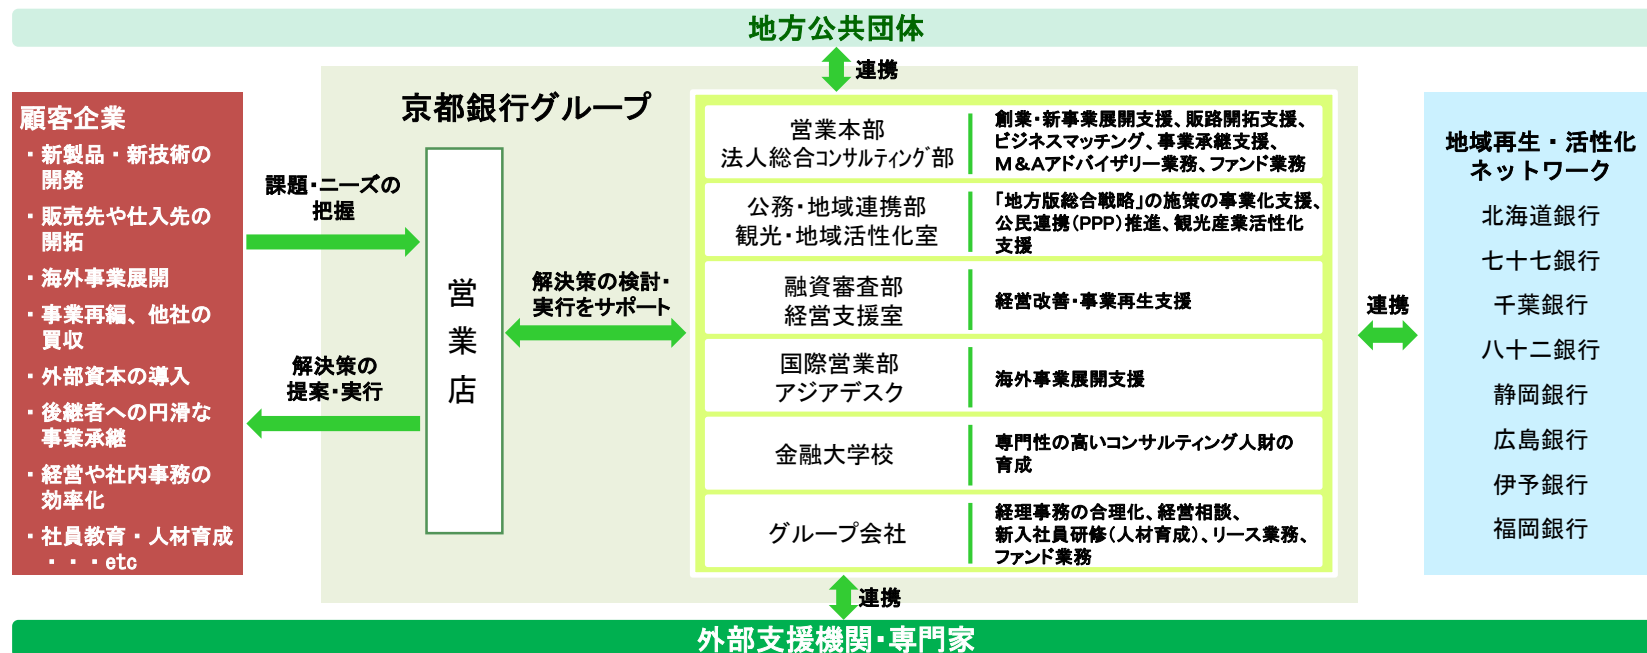 地方公共団体
連携
顧客企業
・新製品・新技術の
開発
・販売先や仕入先の
開拓
・海外事業展開
・事業再編、他社の
買収
・外部資本の導入
・後継者への円滑な
事業承継
・経営や社内事務の
効率化
・社員教育・人材育成
・・・etc
課題・ニーズの
把握
解決策の
提案・実行
京都銀行グループ
営
業
店
解決策の検討・
実行をサポート
営業本部
法人総合コンサルティング部
創業・新事業展開支援、販路開拓支援、
ビジネスマッチング、事業承継支援、
M&Aアドバイザリー業務、ファンド業務
公務・地域連携部
観光・地域活性化室
「地方版総合戦略」の施策の事業化支援、
公民連携(PPP)推進、観光産業活性化
支援
融資審査部
経営支援室
経営改善・事業再生支援
国際営業部
アジアデスク
海外事業展開支援
金融大学校
専門性の高いコンサルティング人財の
育成
グループ会社
経理事務の合理化、経営相談、
新入社員研修(人材育成)、リース業務、
ファンド業務
連携
地域再生・活性化
ネットワーク
北海道銀行
七十七銀行
千葉銀行
八十二銀行
静岡銀行
広島銀行
伊予銀行
福岡銀行
連携
外部支援機関・専門家